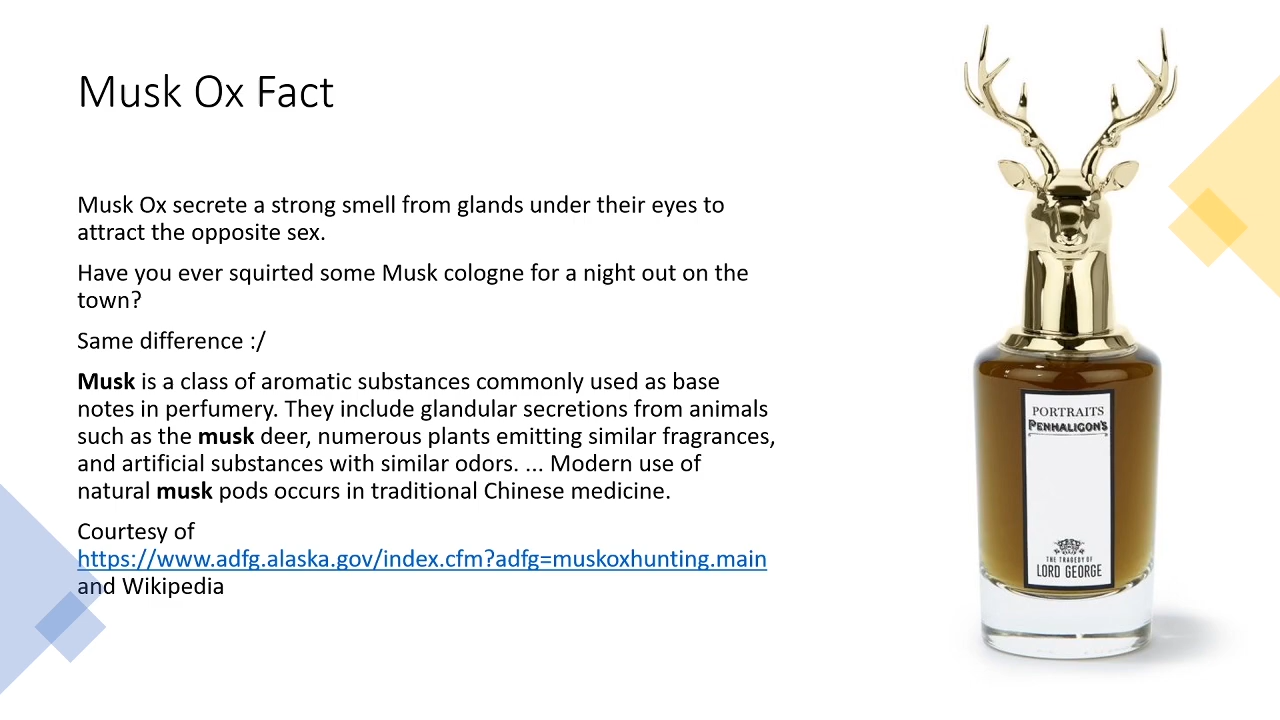 Musk Ox Fact
Musk Ox secrete a strong smell from glands under their eyes to
attract the opposite sex.
Have you ever squirted some Musk cologne for a night out on the
town?
Same difference :/
Musk is a class of aromatic substances commonly used as base
notes in perfumery. They include glandular secretions from animals
such as the musk deer, numerous plants emitting similar fragrances,
and artificial substances with similar odors. ... Modern use of
natural musk pods occurs in traditional Chinese medicine.
Courtesy of
https://www.adfg.alaska.gov/index.cfm?adfg=muskoxhunting.main
and Wikipedia
PORTRAITS
PENHALIGON'S
THE TRAGEDY OF
LORD GEORGE